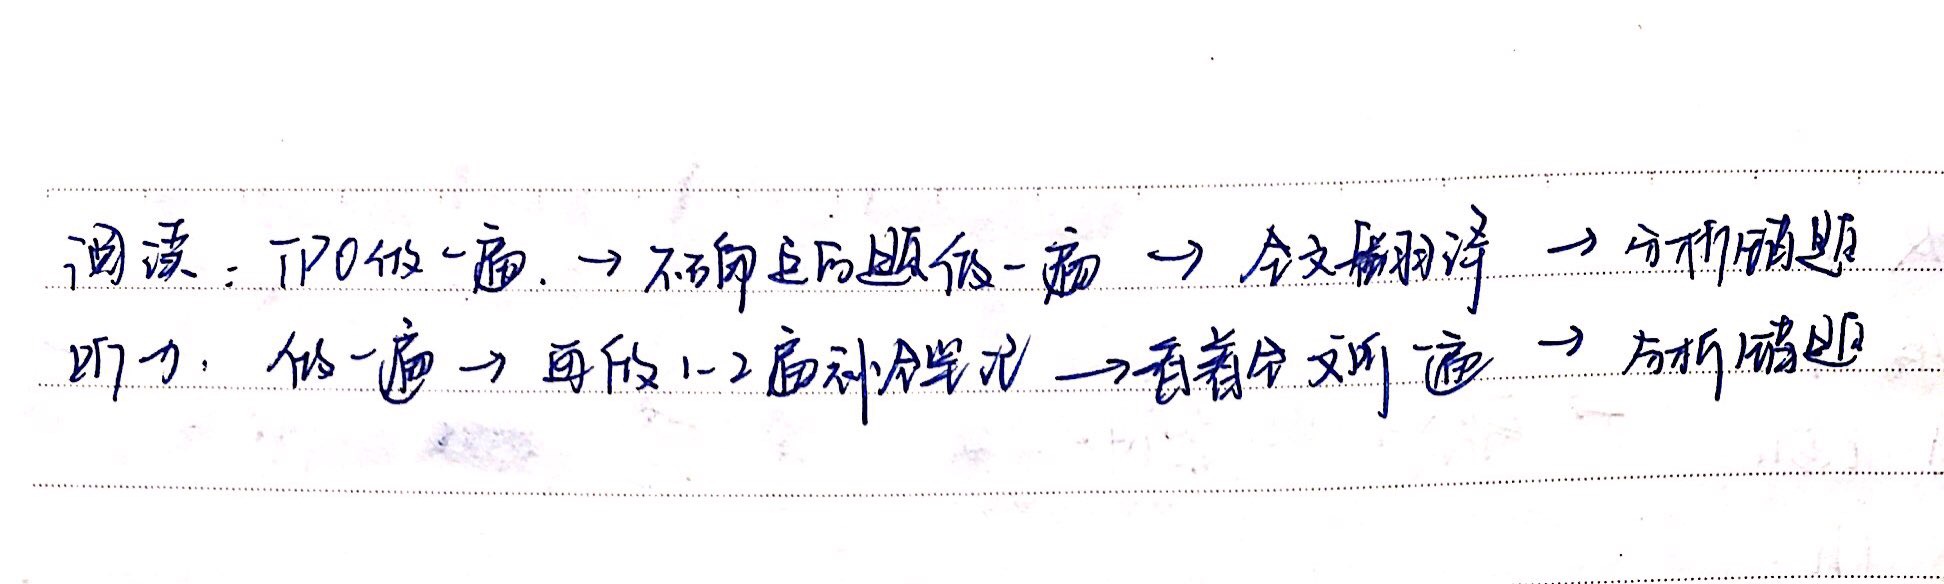 阅读：TPO做一遍. → 不确定的题做一遍 → 全文翻译 → 分析错题
听力：做一遍 → 再做1-2遍补全笔记 → 看着全文听一遍 → 分析错题